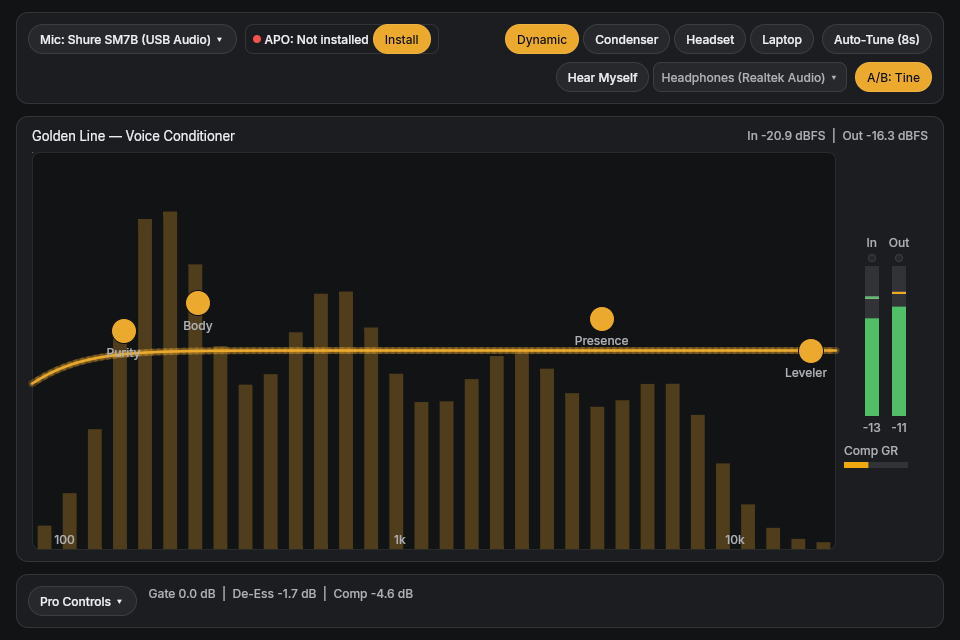 Mic: Shure SM7B (USB Audio) ▾
APO: Not installed
Install
Dynamic
Condenser
Headset
Laptop
Auto-Tune (8s)
Hear Myself
Headphones (Realtek Audio) ▾
A/B: Tine
Golden Line — Voice Conditioner
In -20.9 dBFS | Out -16.3 dBFS
In Out
Body
Purity
Presence
Leveler
-13 -11
Comp GR
100 1k 10k
Pro Controls ▾
Gate 0.0 dB | De-Ess -1.7 dB | Comp -4.6 dB